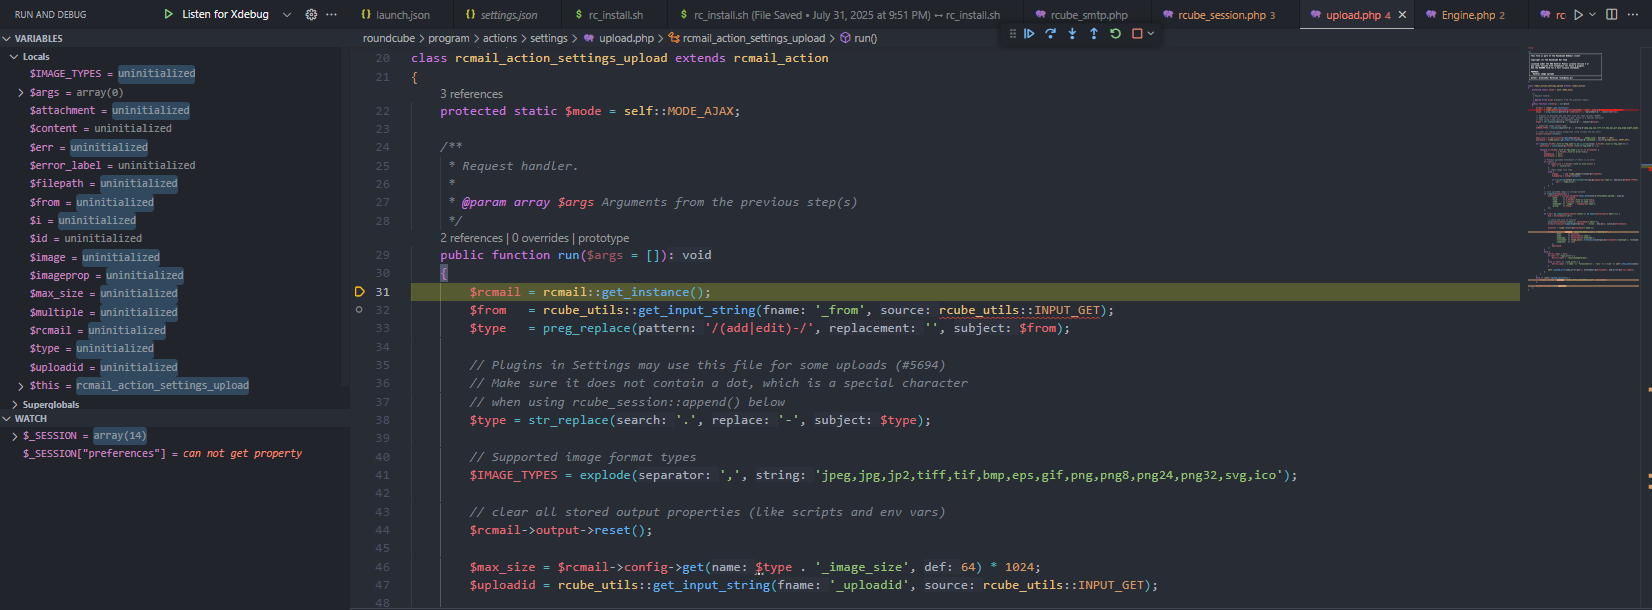 RUN AND DEBUG
Listen for Xdebug
launch.json
settings.json
rc_install.sh
rc_install.sh (File Saved • July 31, 2025 at 9:51 PM) ↔ rc_install.sh
rcube_smtp.php
rcube_session.php 3
upload.php 4
Engine.php 2
rc
VARIABLES
Locals
$IMAGE_TYPES = uninitialized
$args = array(0)
$attachment = uninitialized
$content = uninitialized
$err = uninitialized
$error_label = uninitialized
$filepath = uninitialized
$from = uninitialized
$i = uninitialized
$id = uninitialized
$image = uninitialized
$imageprop = uninitialized
$max_size = uninitialized
$multiple = uninitialized
$rcmail = uninitialized
$type = uninitialized
$uploadid = uninitialized
$this = rcmail_action_settings_upload
Superglobals
WATCH
$_SESSION = array(14)
$_SESSION["preferences"] = can not get property
roundcube > program > actions > settings > upload.php > rcmail_action_settings_upload > run()
20 class rcmail_action_settings_upload extends rcmail_action
21 {
3 references
22 protected static $mode = self::MODE_AJAX;
23
24 /**
25 * Request handler.
26 *
27 * @param array $args Arguments from the previous step(s)
28 */
2 references | 0 overrides | prototype
29 public function run($args = []): void
30 {
31 $rcmail = rcmail::get_instance();
32 $from = rcube_utils::get_input_string(fname: '_from', source: rcube_utils::INPUT_GET);
33 $type = preg_replace(pattern: '/(add|edit)-/', replacement: '', subject: $from);
34
35 // Plugins in Settings may use this file for some uploads (#5694)
36 // Make sure it does not contain a dot, which is a special character
37 // when using rcube_session::append() below
38 $type = str_replace(search: '.', replace: '-', subject: $type);
39
40 // Supported image format types
41 $IMAGE_TYPES = explode(separator: ',', string: 'jpeg,jpg,jp2,tiff,tif,bmp,eps,gif,png,png8,png24,png32,svg,ico');
42
43 // clear all stored output properties (like scripts and env vars)
44 $rcmail->output->reset();
45
46 $max_size = $rcmail->config->get(name: $type . '_image_size', def: 64) * 1024;
47 $uploadid = rcube_utils::get_input_string(fname: '_uploadid', source: rcube_utils::INPUT_GET);
48